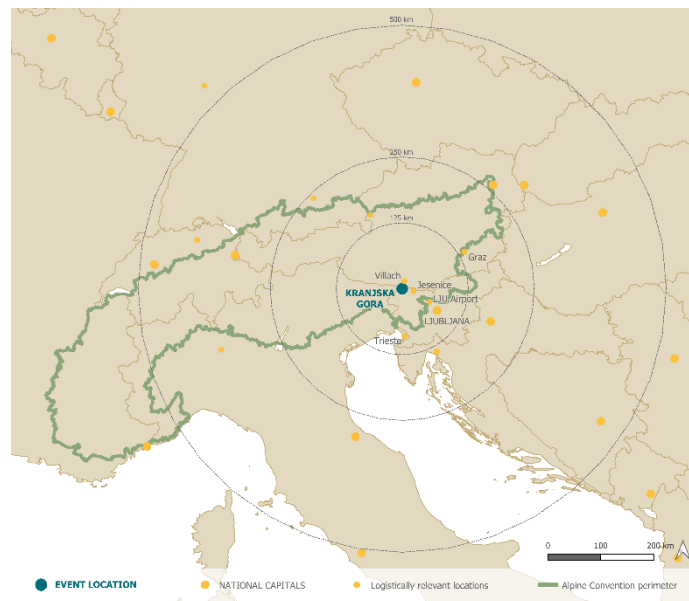 500 km
250 km
125 km
Graz
Villach
Jesenice
KRANJSKA
GORA
LJU Airport
LJUBLJANA
Trieste
0 100 200 km
EVENT LOCATION
NATIONAL CAPITALS
Logistically relevant locations
Alpine Convention perimeter